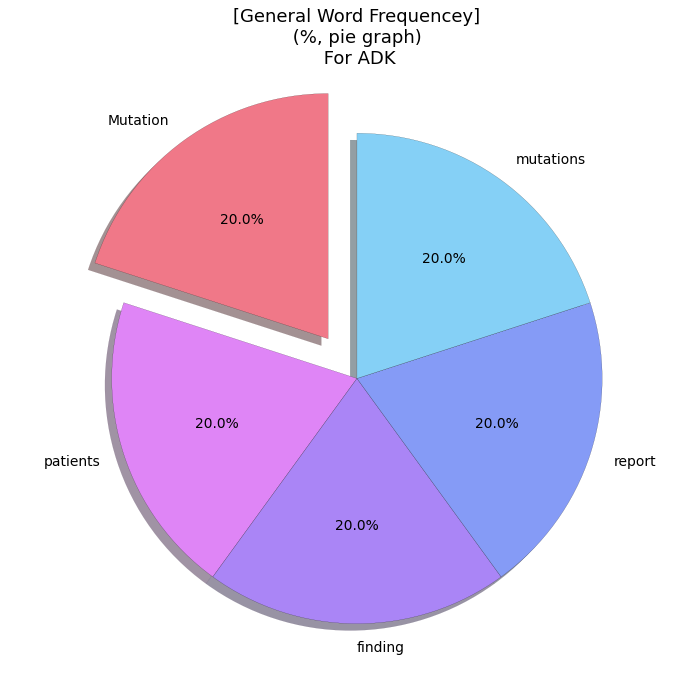 [General Word Frequencey]
(%, pie graph)
For ADK
Mutation
20.0%
mutations
20.0%
patients
20.0%
finding
20.0%
report
20.0%